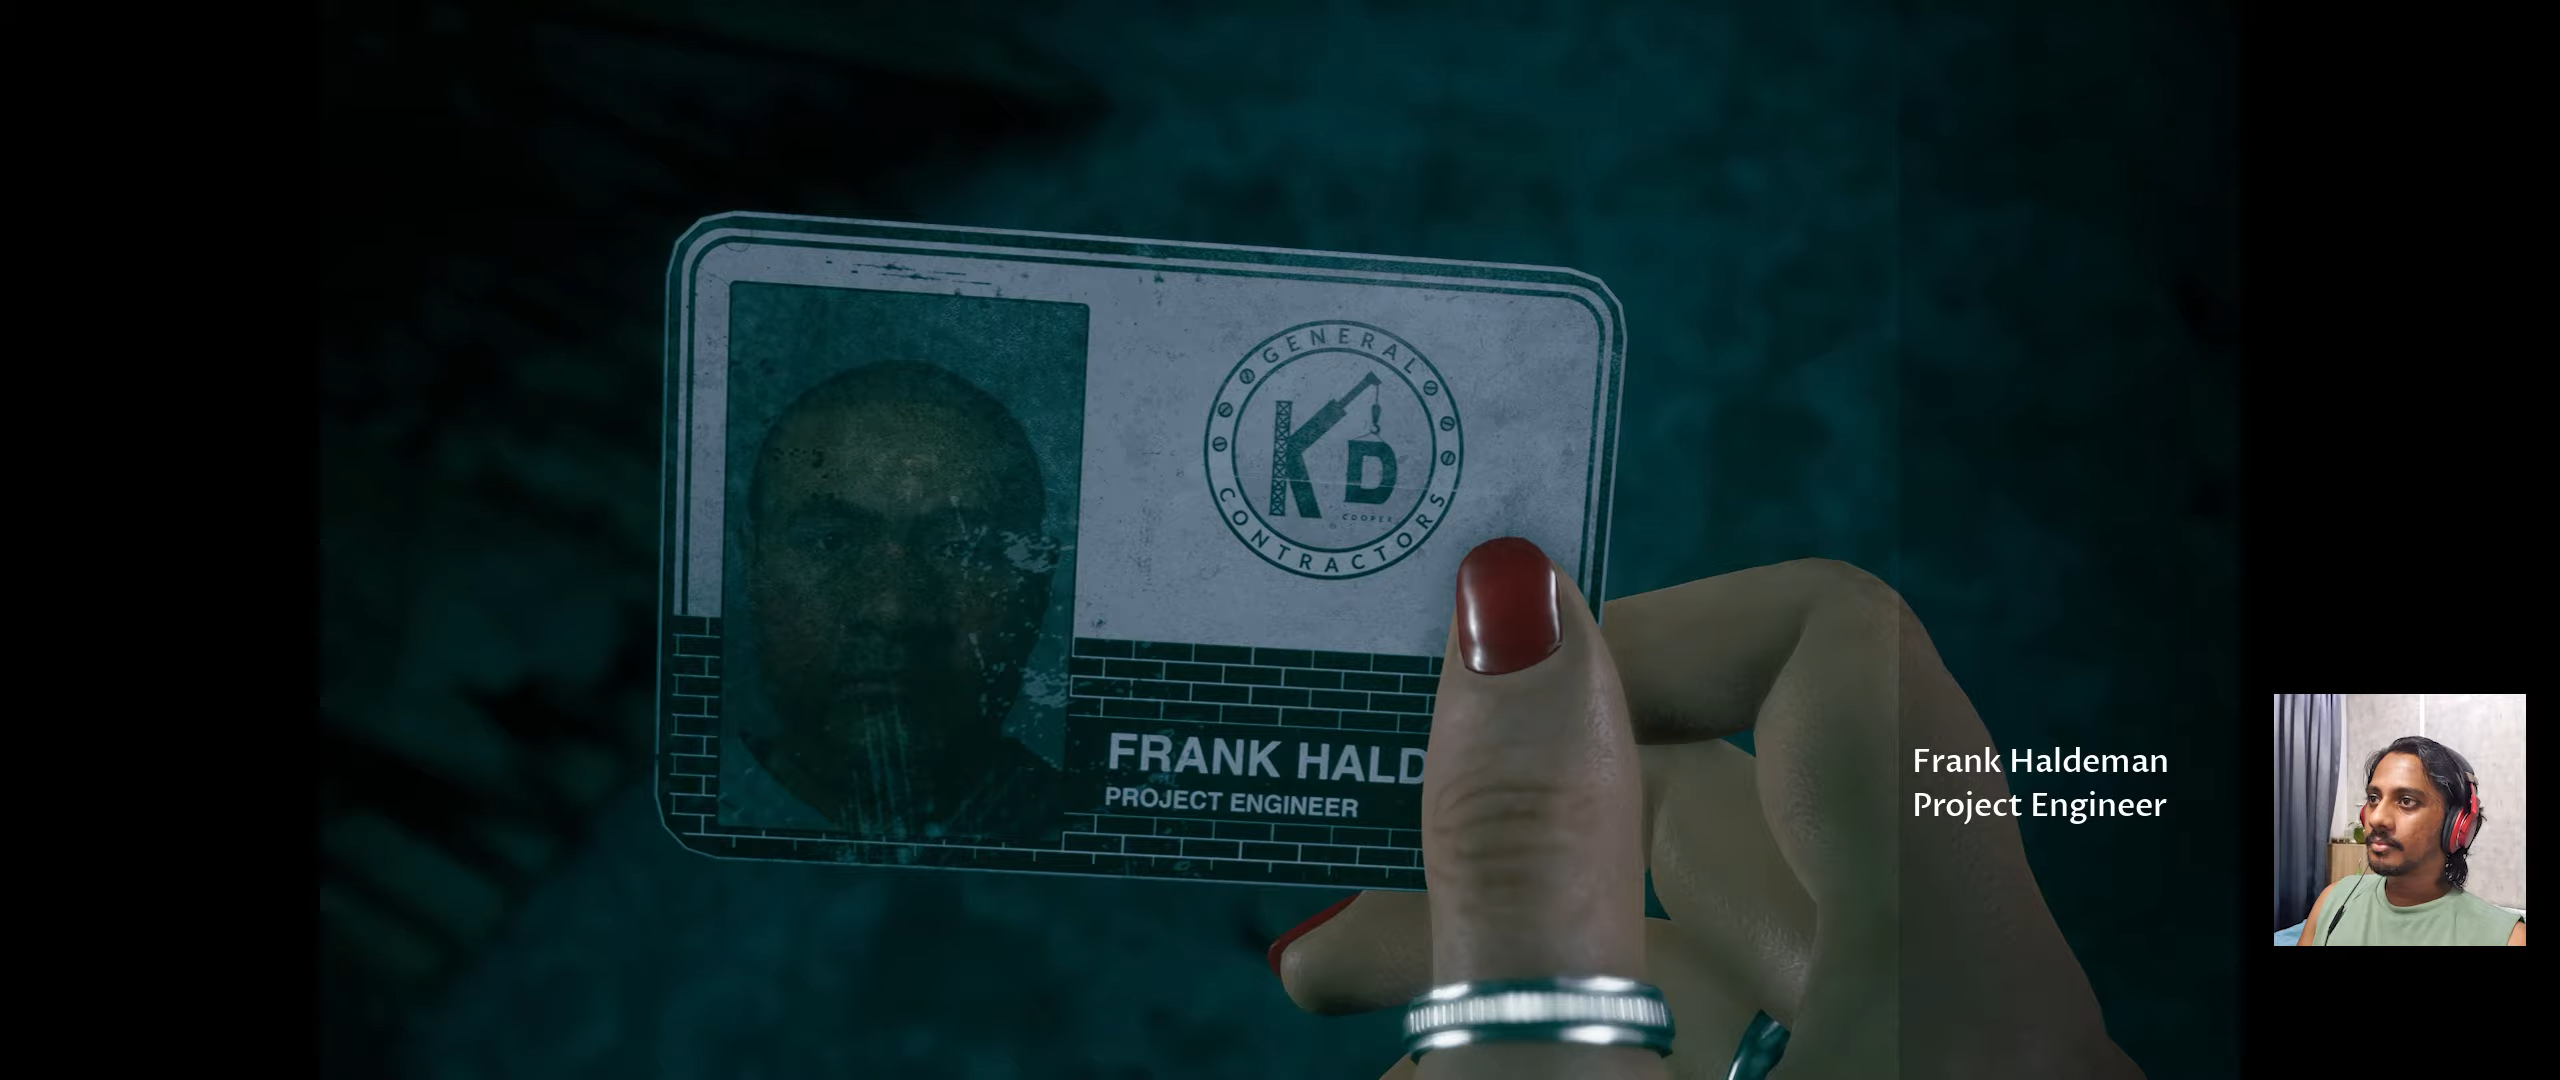 GENERAL
KD
COOPER
CONTRACTORS
FRANK HALD
PROJECT ENGINEER
Frank Haldeman
Project Engineer